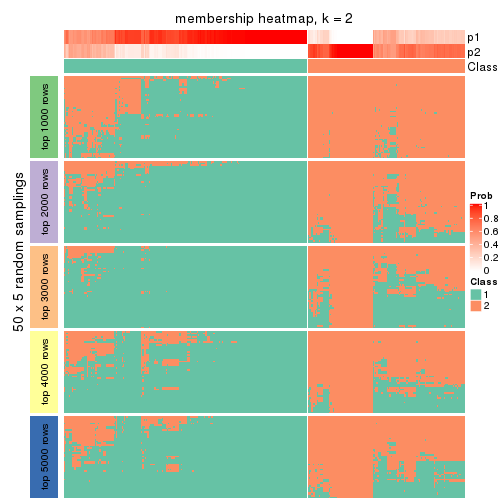 membership heatmap, k = 2
p1
p2
Class
50 x 5 random samplings
top 1000 rows
top 2000 rows
top 3000 rows
top 4000 rows
top 5000 rows
Prob
1
0.8
0.6
0.4
0.2
0
Class
1
2